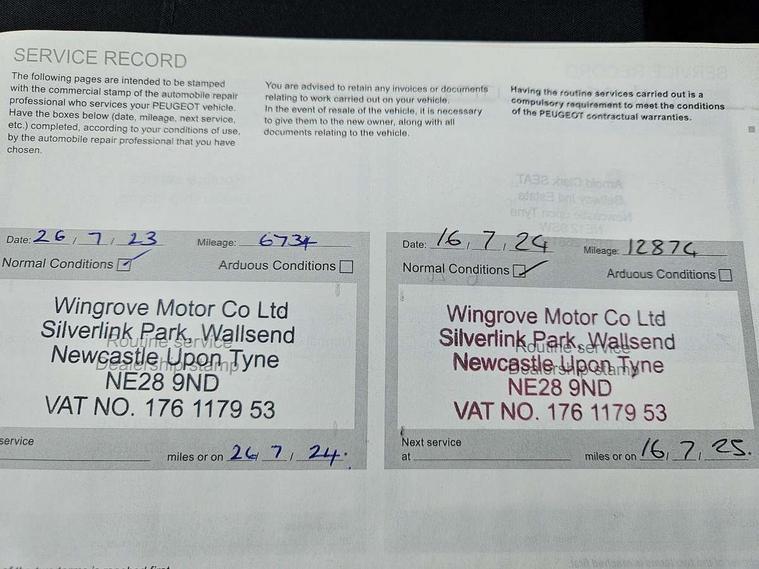 SERVICE RECORD
The following pages are intended to be stamped
with the commercial stamp of the automobile repair
professional who services your PEUGEOT vehicle.
Have the boxes below (date, mileage, next service,
etc.) completed, according to your conditions of use,
by the automobile repair professional that you have
chosen.
You are advised to retain any invoices or documents
relating to work carried out on your vehicle.
In the event of resale of the vehicle, it is necessary
to give them to the new owner, along with all
documents relating to the vehicle.
Having the routine services carried out is a
compulsory requirement to meet the conditions
of the PEUGEOT contractual warranties.
Date: 26 / 7 / 23 Mileage: 6734
Normal Conditions Arduous Conditions
Wingrove Motor Co Ltd
Silverlink Park, Wallsend
Routine service
Newcastle Upon Tyne
Dealership stamp
NE28 9ND
VAT NO. 176 1179 53
service
miles or on 26 / 7 / 24.
Date: 16 / 7 / 24 Mileage: 12874
Normal Conditions Arduous Conditions
Wingrove Motor Co Ltd
Silverlink Park, Wallsend
Routine service
Newcastle Upon Tyne
Dealership stamp
NE28 9ND
VAT NO. 176 1179 53
Next service
at miles or on 16 / 7 / 25.